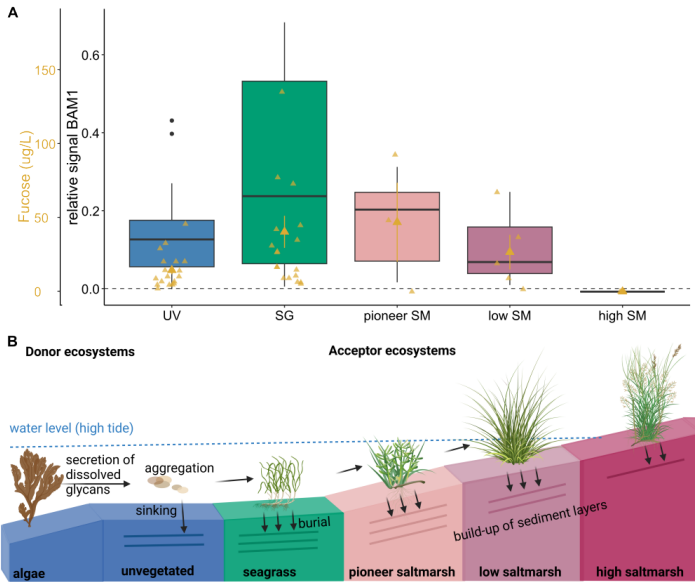 A
150
100
50
0
Fucose (ug/L)
0.6
0.4
0.2
0.0
relative signal BAM1
UV
SG
pioneer SM
low SM
high SM
B
Donor ecosystems
Acceptor ecosystems
water level (high tide)
secretion of
dissolved
glycans
aggregation
sinking
burial
build-up of sediment layers
algae
unvegetated
seagrass
pioneer saltmarsh
low saltmarsh
high saltmarsh